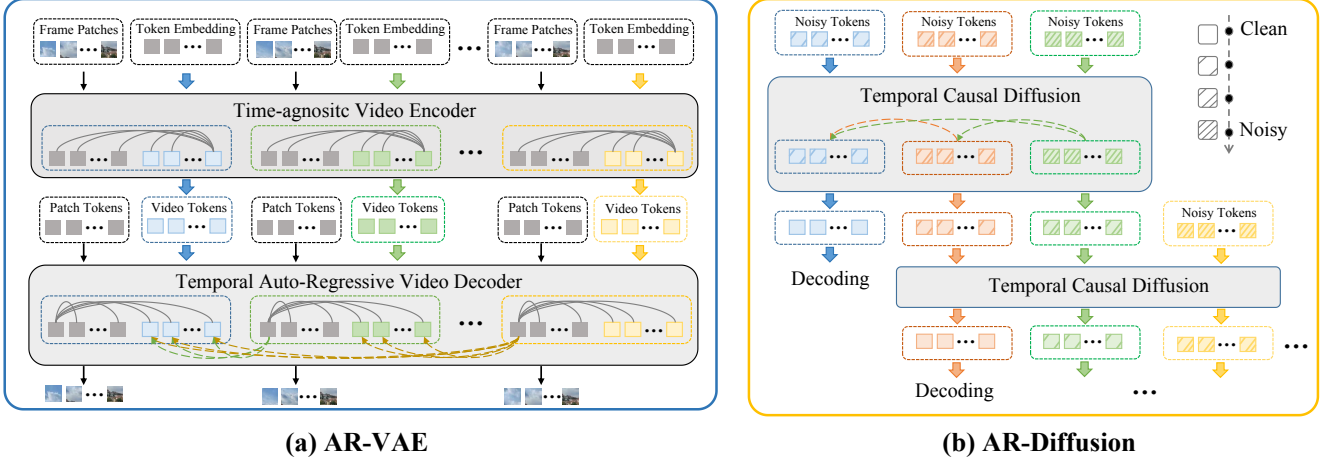 Frame Patches
Token Embedding
Frame Patches
Token Embedding
Frame Patches
Token Embedding
Time-agnositc Video Encoder
Patch Tokens
Video Tokens
Patch Tokens
Video Tokens
Patch Tokens
Video Tokens
Temporal Auto-Regressive Video Decoder
(a) AR-VAE
Noisy Tokens
Noisy Tokens
Noisy Tokens
Clean
Noisy
Temporal Causal Diffusion
Noisy Tokens
Decoding
Temporal Causal Diffusion
Decoding
(b) AR-Diffusion